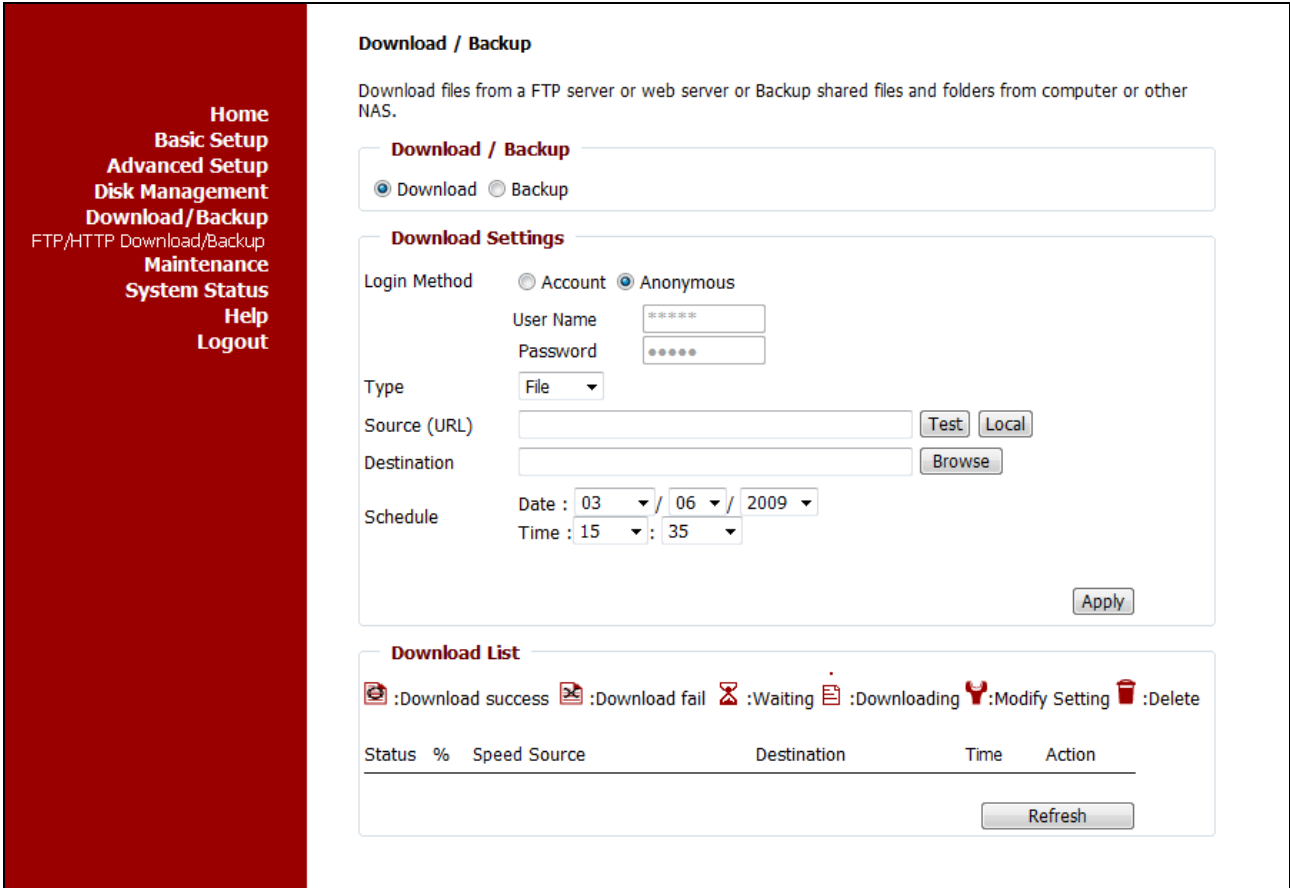 Home
Basic Setup
Advanced Setup
Disk Management
Download/Backup
FTP/HTTP Download/Backup
Maintenance
System Status
Help
Logout
Download / Backup
Download files from a FTP server or web server or Backup shared files and folders from computer or other
NAS.
Download / Backup
Download Backup
Download Settings
Login Method Account Anonymous
User Name *****
Password •••••
Type File
Source (URL) Test Local
Destination Browse
Schedule
Date : 03 / 06 / 2009
Time : 15 : 35
Apply
Download List
:Download success :Download fail :Waiting :Downloading :Modify Setting :Delete
Status % Speed Source Destination Time Action
Refresh